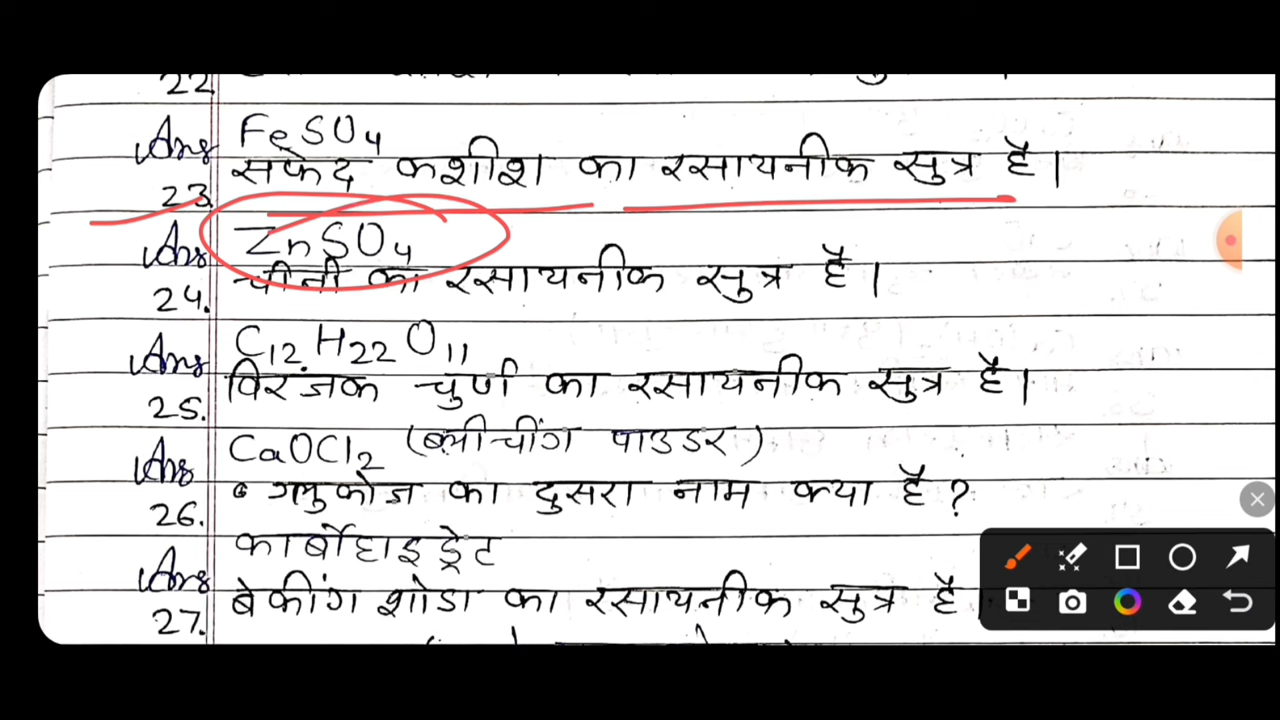 22
Ans FeSO4
23. सफेद कशीश का रसायनीक सुत्र है।
Ans ZnSO4
24. चीनी का रसायनीक सुत्र है।
Ans C12H22O11
25. विरंजक चुर्ण का रसायनीक सुत्र है।
Ans CaOCl2 (ब्लीचींग पाउडर)
26. ग्लुकोज का दुसरा नाम क्या है?
Ans कार्बोहाइड्रेट
27. बेकींग शोडा का रसायनीक सुत्र है।